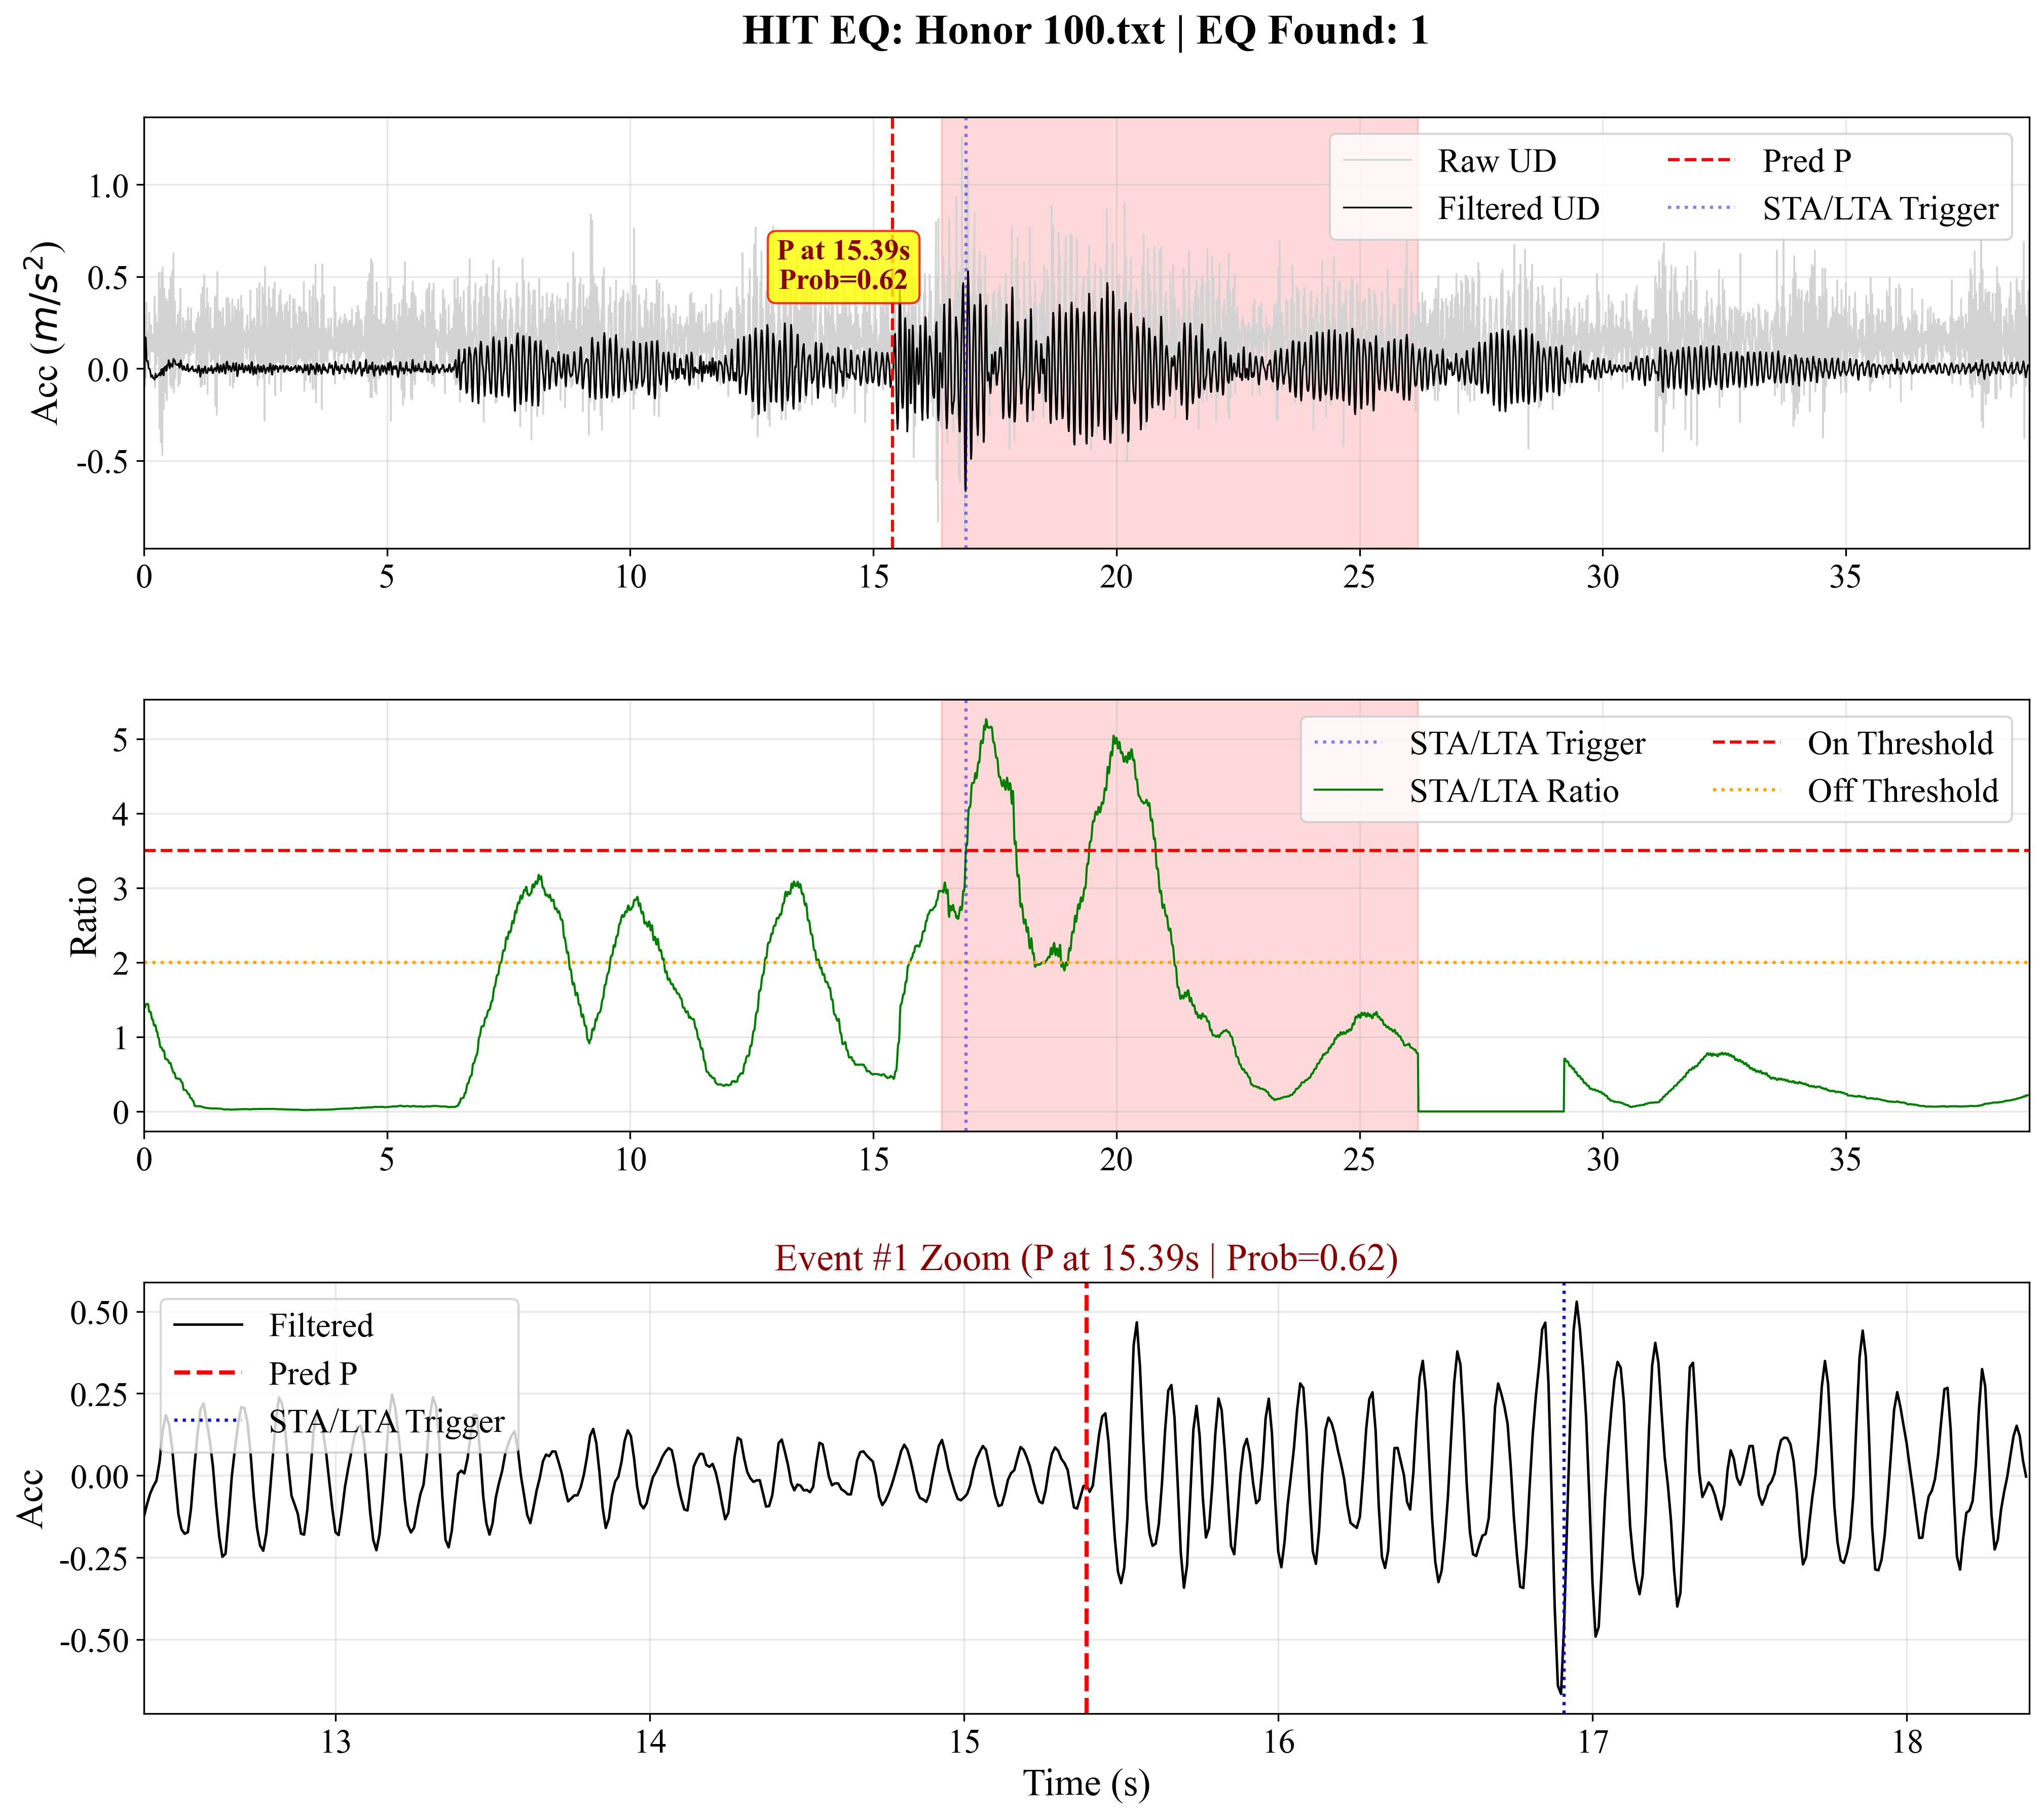 HIT EQ: Honor 100.txt | EQ Found: 1
Acc (m/s²)
1.0
0.5
0.0
-0.5
Raw UD
Filtered UD
Pred P
STA/LTA Trigger
P at 15.39s
Prob=0.62
0 5 10 15 20 25 30 35
Ratio
5
4
3
2
1
0
STA/LTA Trigger
STA/LTA Ratio
On Threshold
Off Threshold
0 5 10 15 20 25 30 35
Event #1 Zoom (P at 15.39s | Prob=0.62)
Acc
0.50
0.25
0.00
-0.25
-0.50
Filtered
Pred P
STA/LTA Trigger
13 14 15 16 17 18
Time (s)